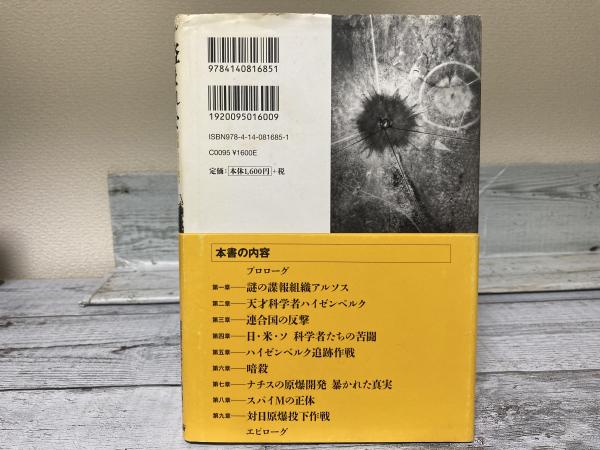 9784140816851
1920095016009
ISBN978-4-14-081685-1
C0095 ¥1600E
定価:本体1,600円+税
本書の内容
プロローグ
第一章 謎の諜報組織アルソス
第二章 天才科学者ハイゼンベルク
第三章 連合国の反撃
第四章 日・米・ソ 科学者たちの苦闘
第五章 ハイゼンベルク追跡作戦
第六章 暗殺
第七章 ナチスの原爆開発 暴かれた真実
第八章 スパイMの正体
第九章 対日原爆投下作戦
エピローグ